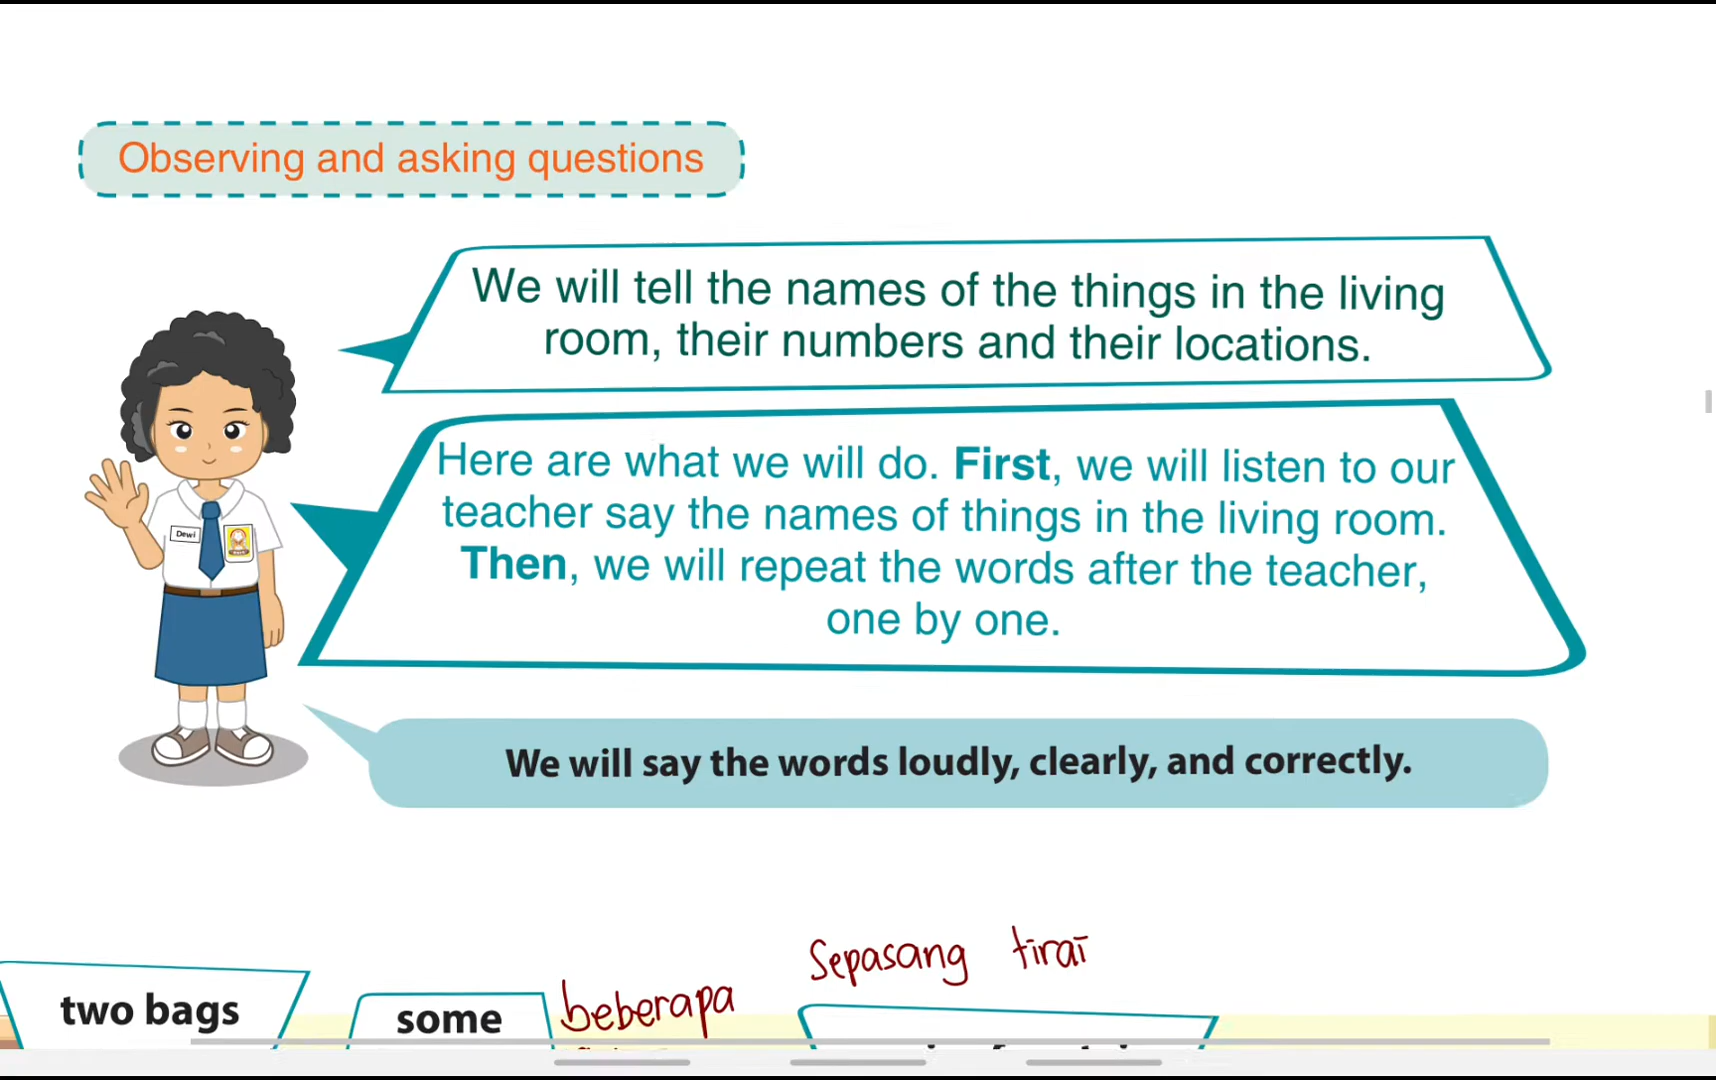 Observing and asking questions
We will tell the names of the things in the living
room, their numbers and their locations.
Here are what we will do. First, we will listen to our
teacher say the names of things in the living room.
Then, we will repeat the words after the teacher,
one by one.
Dewi
We will say the words loudly, clearly, and correctly.
Sepasang tirai
two bags
some
beberapa